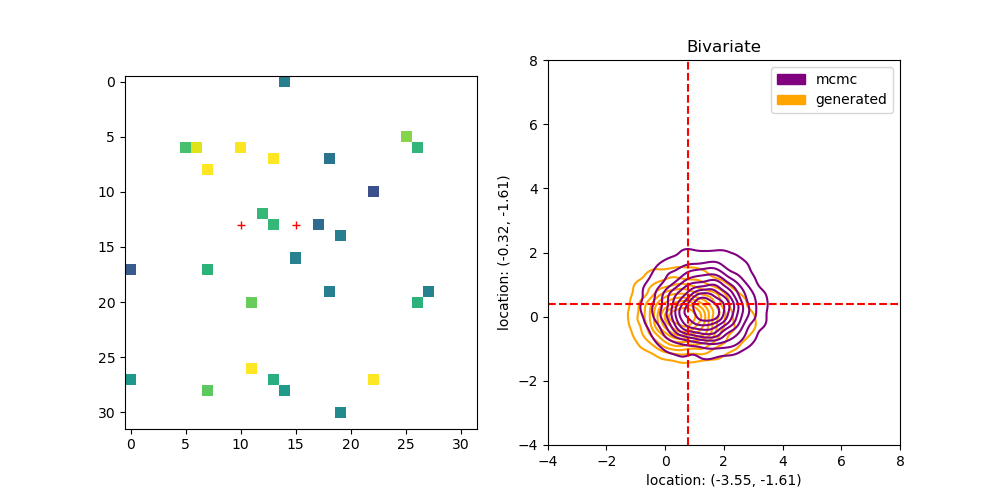 0
5
10
15
20
25
30
0 5 10 15 20 25 30
Bivariate
mcmc
generated
location: (-0.32, -1.61)
8
6
4
2
0
−2
−4
−4 −2 0 2 4 6 8
location: (-3.55, -1.61)